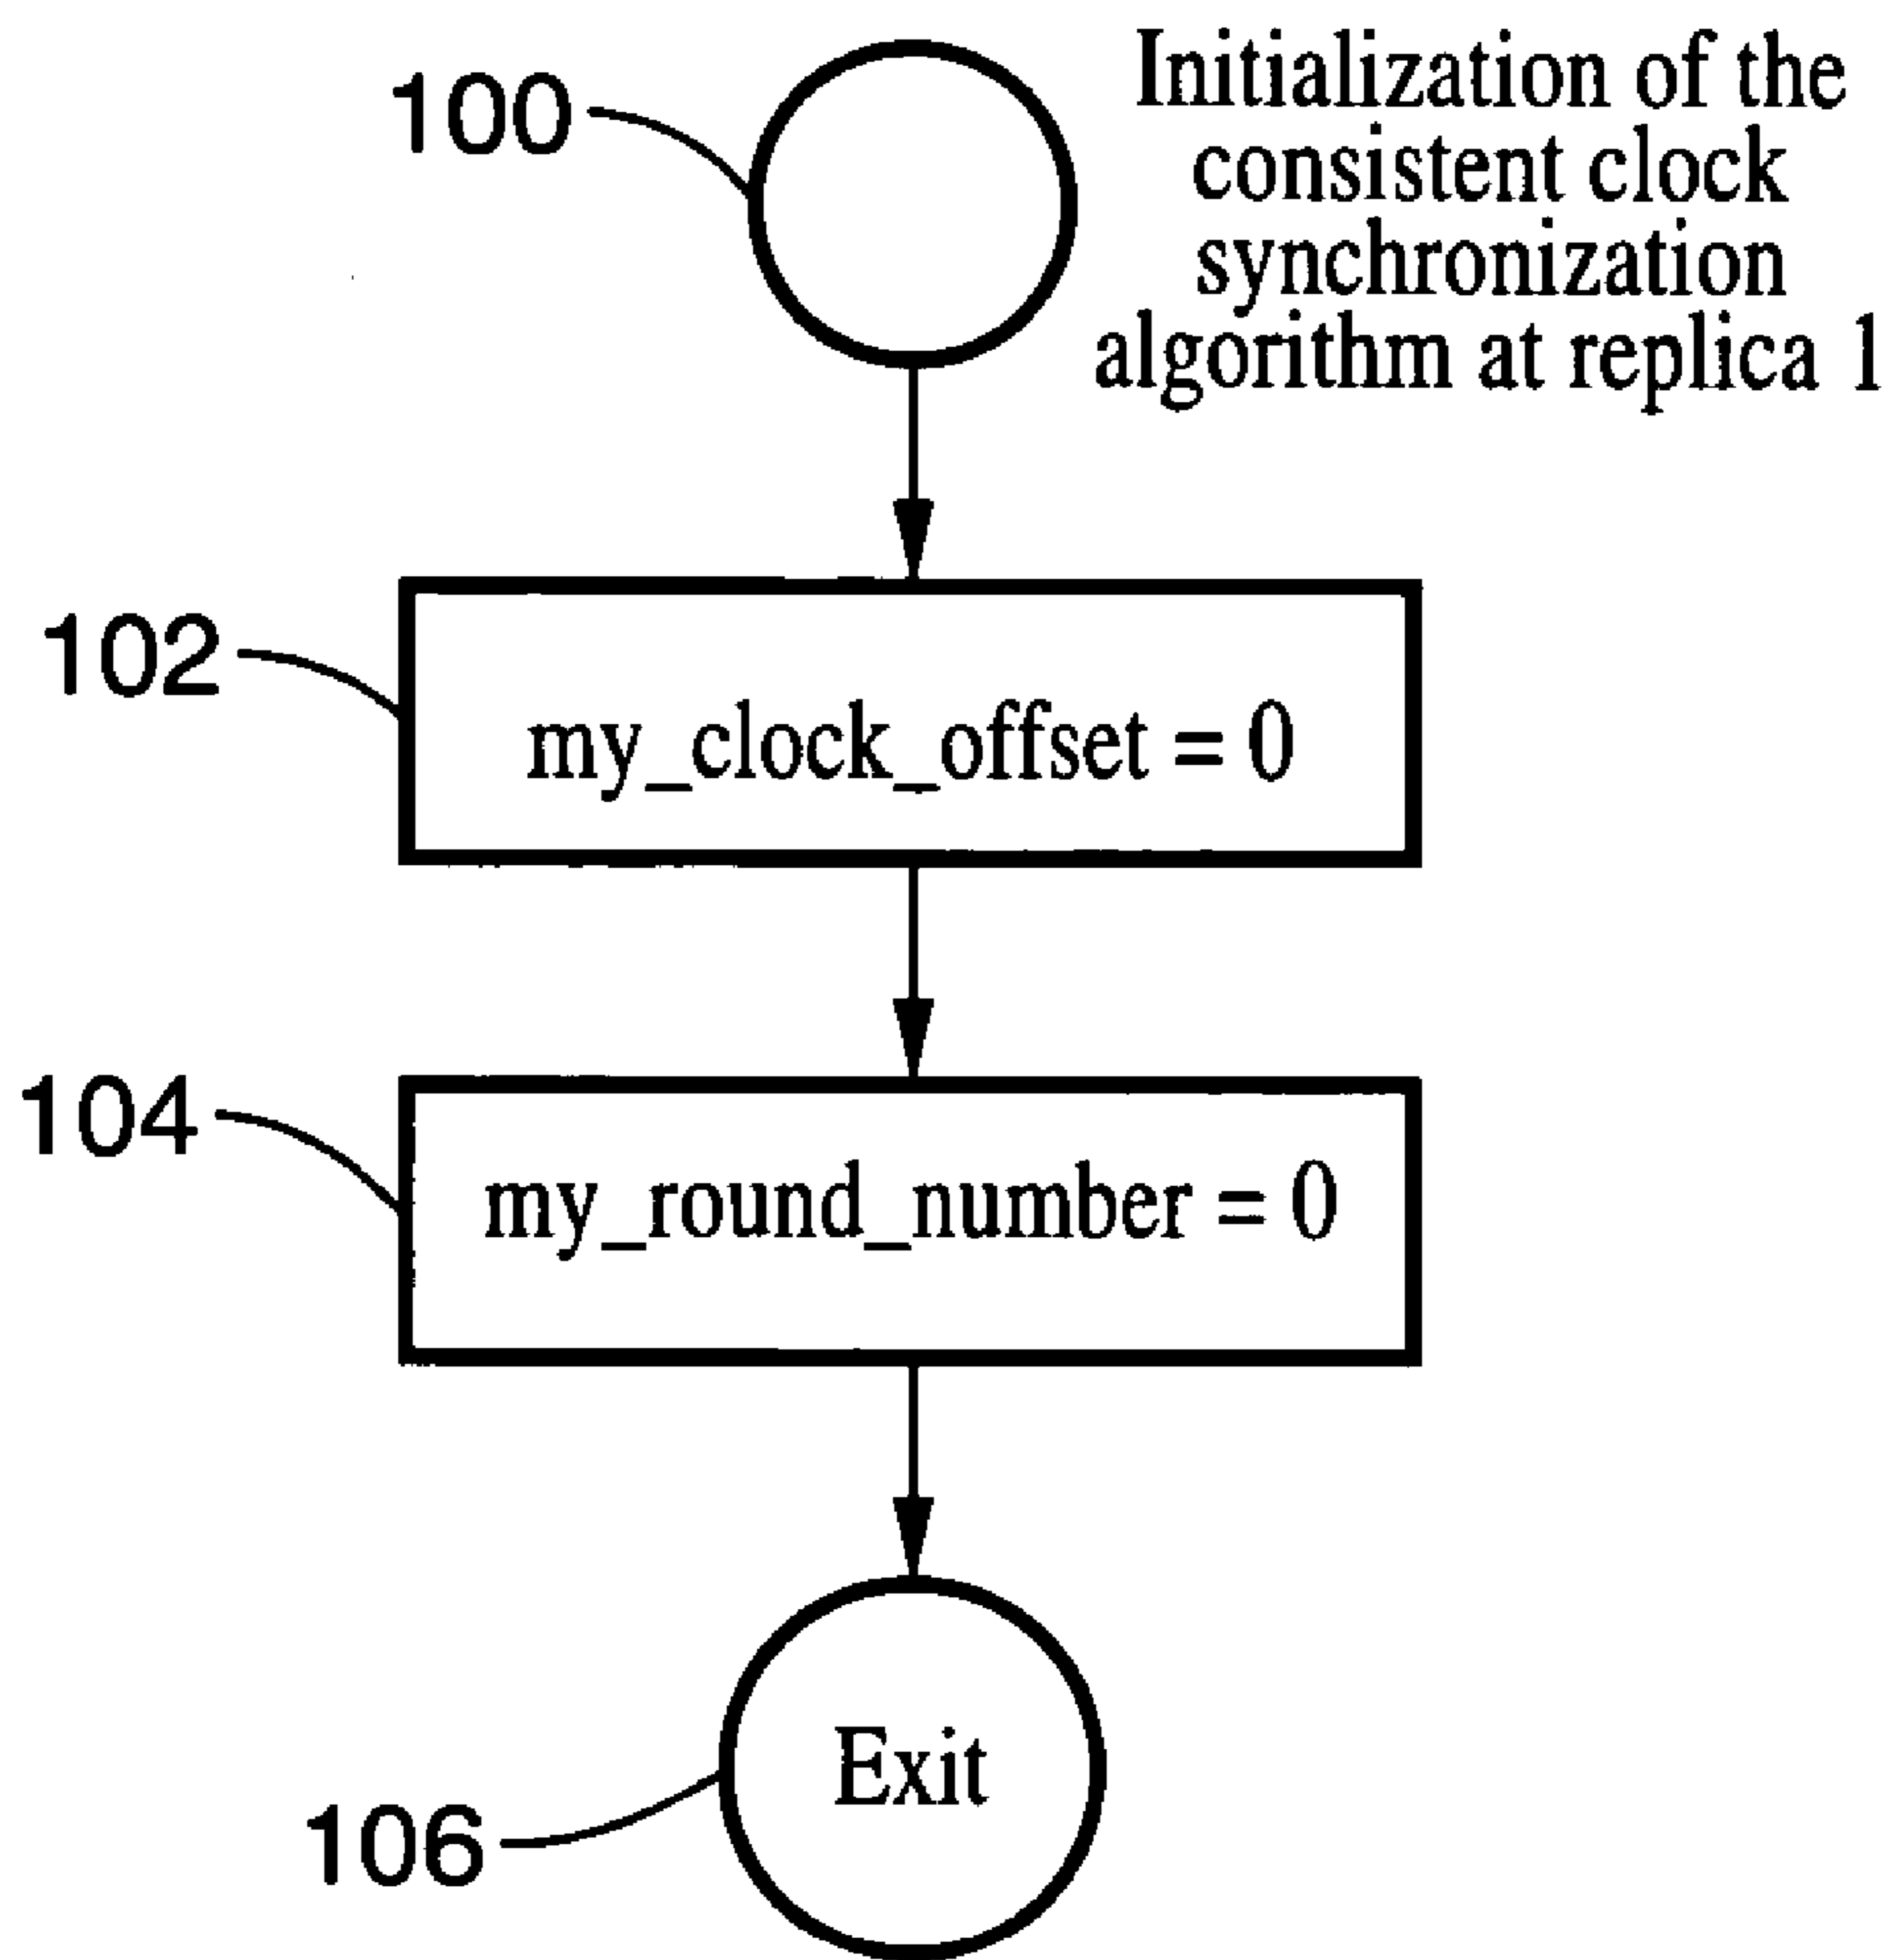 100
Initialization of the
consistent clock
synchronization
algorithm at replica 1
102
my_clock_offset = 0
104
my_round_number = 0
Exit
106